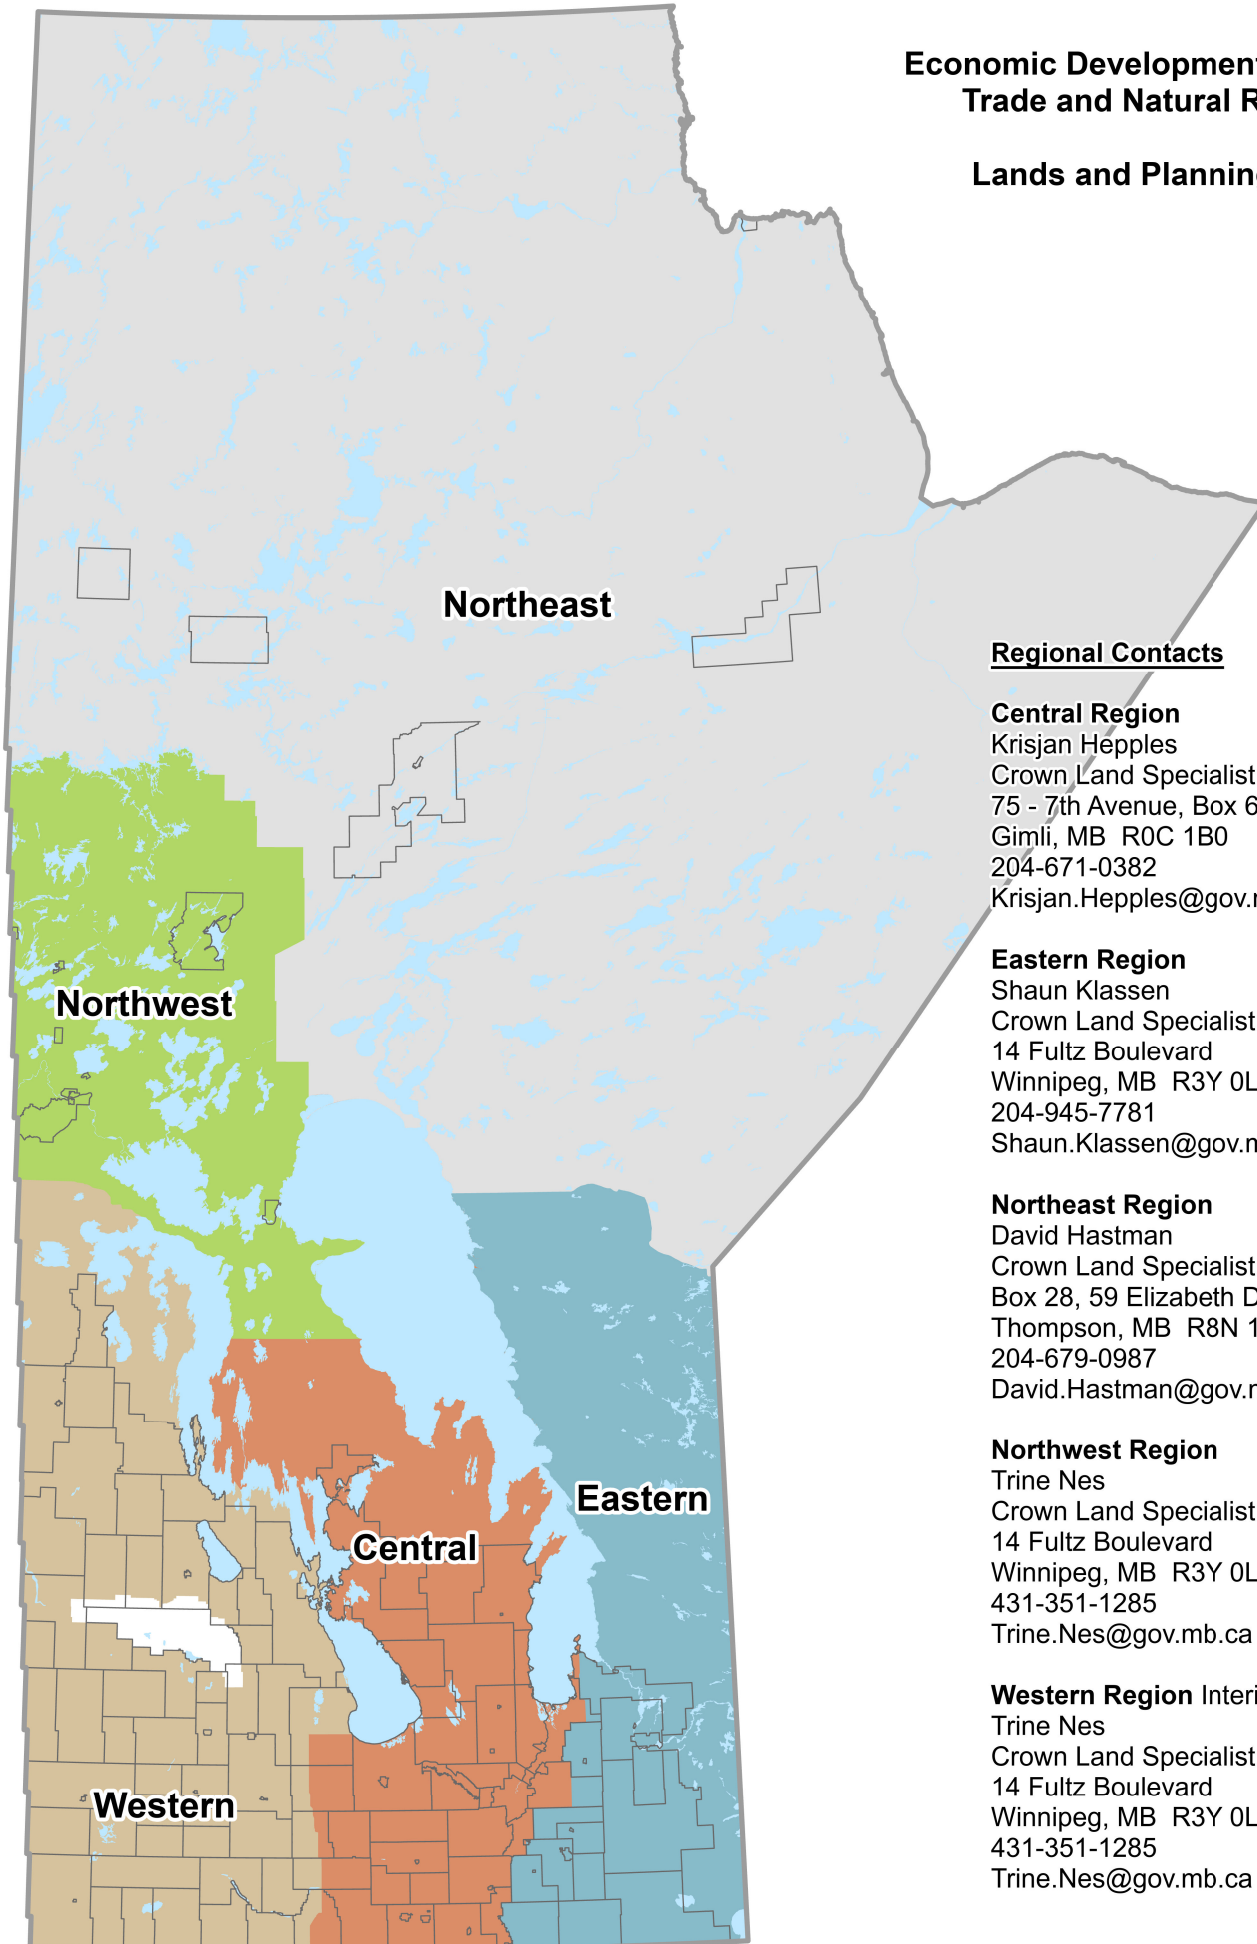 Economic Development
Trade and Natural R
Lands and Planning
Northeast
Northwest
Eastern
Central
Western
Regional Contacts
Central Region
Krisjan Hepples
Crown Land Specialist
75 - 7th Avenue, Box 6
Gimli, MB  R0C 1B0
204-671-0382
Krisjan.Hepples@gov.m
Eastern Region
Shaun Klassen
Crown Land Specialist
14 Fultz Boulevard
Winnipeg, MB  R3Y 0L
204-945-7781
Shaun.Klassen@gov.m
Northeast Region
David Hastman
Crown Land Specialist
Box 28, 59 Elizabeth D
Thompson, MB  R8N 1
204-679-0987
David.Hastman@gov.m
Northwest Region
Trine Nes
Crown Land Specialist
14 Fultz Boulevard
Winnipeg, MB  R3Y 0L
431-351-1285
Trine.Nes@gov.mb.ca
Western Region Interi
Trine Nes
Crown Land Specialist
14 Fultz Boulevard
Winnipeg, MB  R3Y 0L
431-351-1285
Trine.Nes@gov.mb.ca